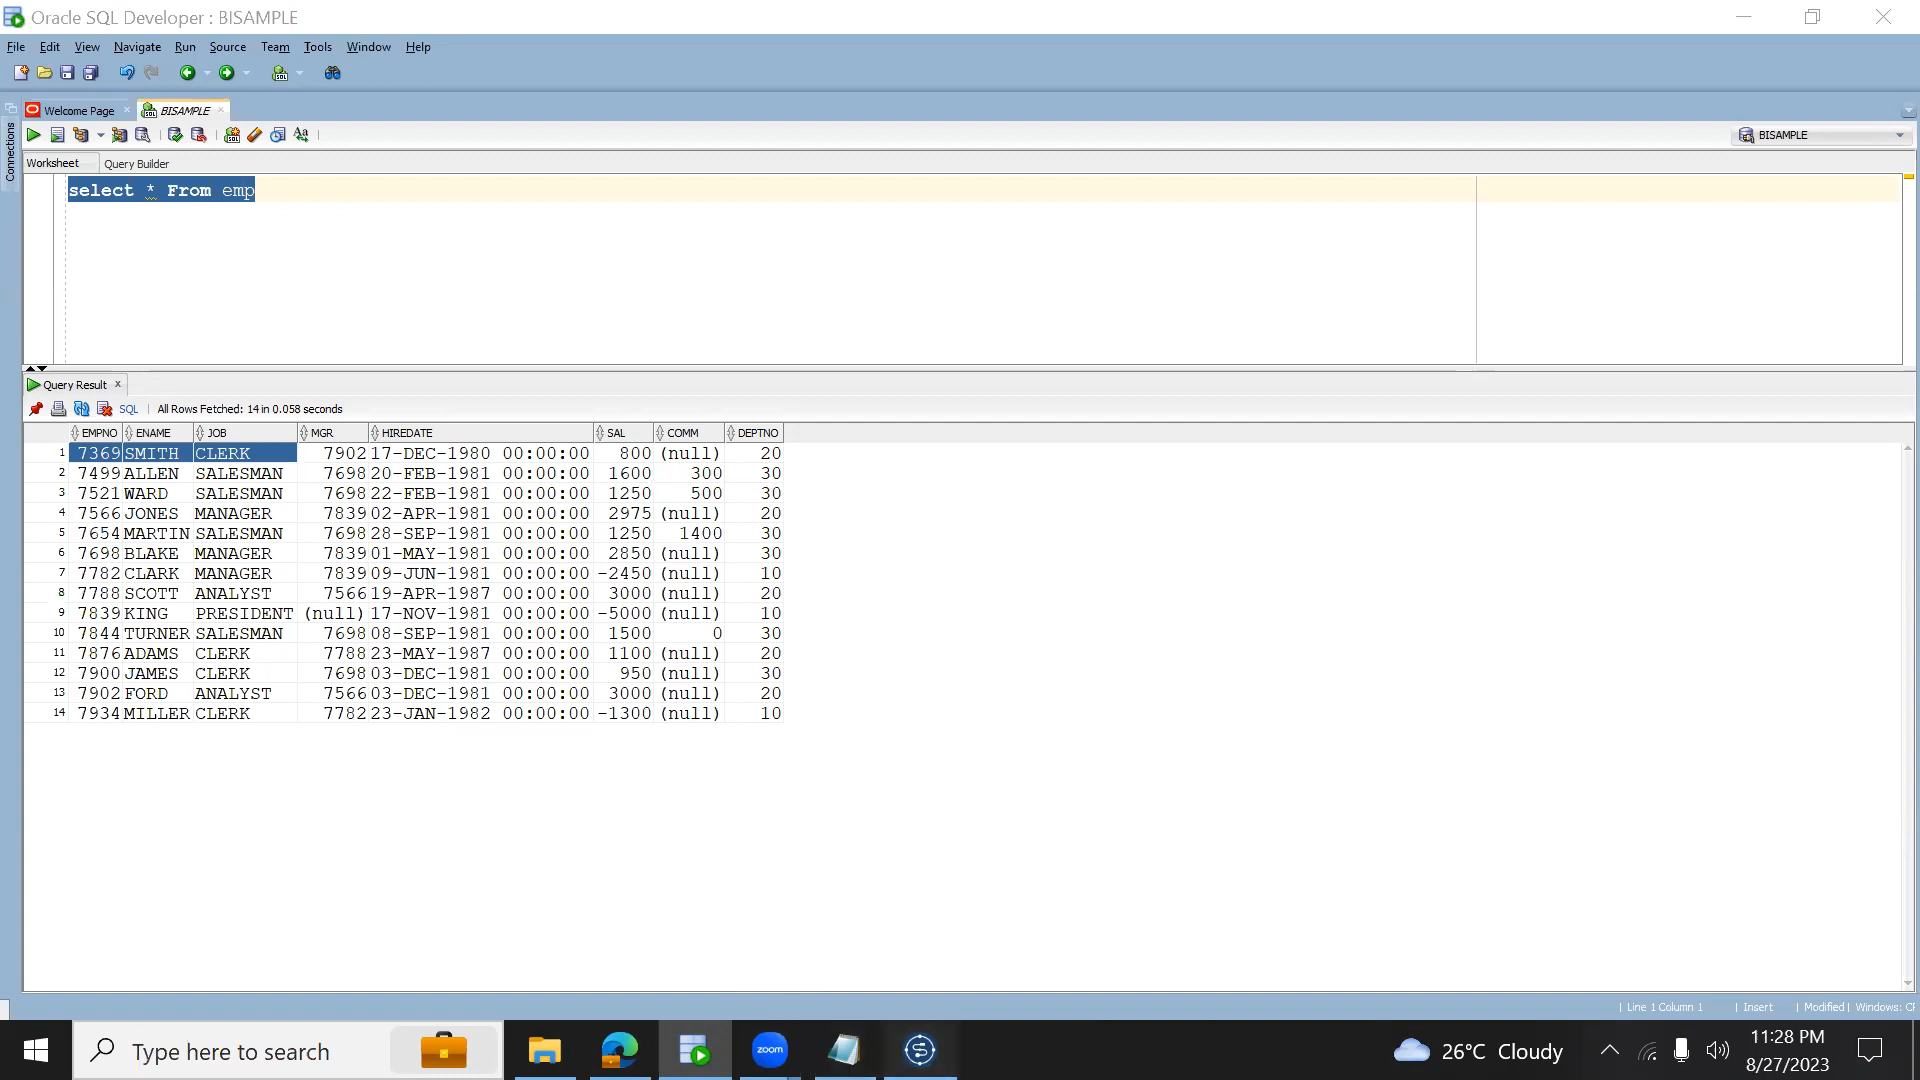 Oracle SQL Developer : BISAMPLE
File Edit View Navigate Run Source Team Tools Window Help
Welcome Page BISAMPLE
Connections
BISAMPLE
Worksheet Query Builder
select * From emp
Query Result
SQL All Rows Fetched: 14 in 0.058 seconds
EMPNO ENAME JOB MGR HIREDATE SAL COMM DEPTNO
1 7369 SMITH CLERK 7902 17-DEC-1980 00:00:00 800 (null) 20
2 7499 ALLEN SALESMAN 7698 20-FEB-1981 00:00:00 1600 300 30
3 7521 WARD SALESMAN 7698 22-FEB-1981 00:00:00 1250 500 30
4 7566 JONES MANAGER 7839 02-APR-1981 00:00:00 2975 (null) 20
5 7654 MARTIN SALESMAN 7698 28-SEP-1981 00:00:00 1250 1400 30
6 7698 BLAKE MANAGER 7839 01-MAY-1981 00:00:00 2850 (null) 30
7 7782 CLARK MANAGER 7839 09-JUN-1981 00:00:00 -2450 (null) 10
8 7788 SCOTT ANALYST 7566 19-APR-1987 00:00:00 3000 (null) 20
9 7839 KING PRESIDENT (null) 17-NOV-1981 00:00:00 -5000 (null) 10
10 7844 TURNER SALESMAN 7698 08-SEP-1981 00:00:00 1500 0 30
11 7876 ADAMS CLERK 7788 23-MAY-1987 00:00:00 1100 (null) 20
12 7900 JAMES CLERK 7698 03-DEC-1981 00:00:00 950 (null) 30
13 7902 FORD ANALYST 7566 03-DEC-1981 00:00:00 3000 (null) 20
14 7934 MILLER CLERK 7782 23-JAN-1982 00:00:00 -1300 (null) 10
Line 1 Column 1 Insert Modified Windows: CF
Type here to search zoom 26°C Cloudy 11:28 PM
8/27/2023